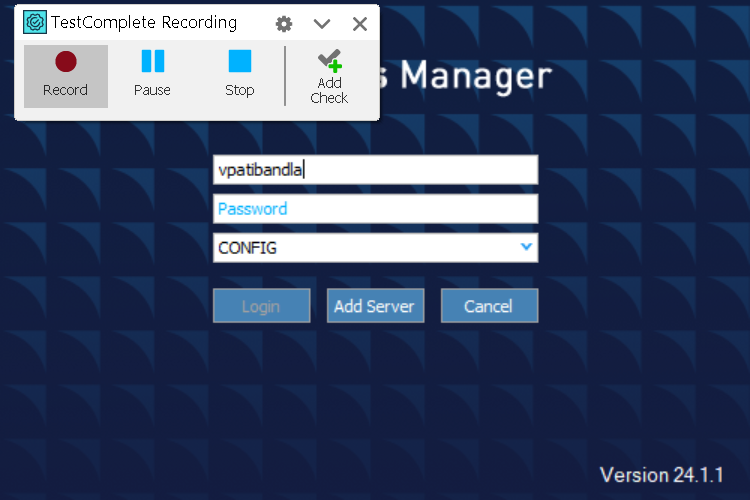 TestComplete Recording
Record
Pause
Stop
Add
Check
Manager
vpatibandla
Password
CONFIG
Login
Add Server
Cancel
Version 24.1.1